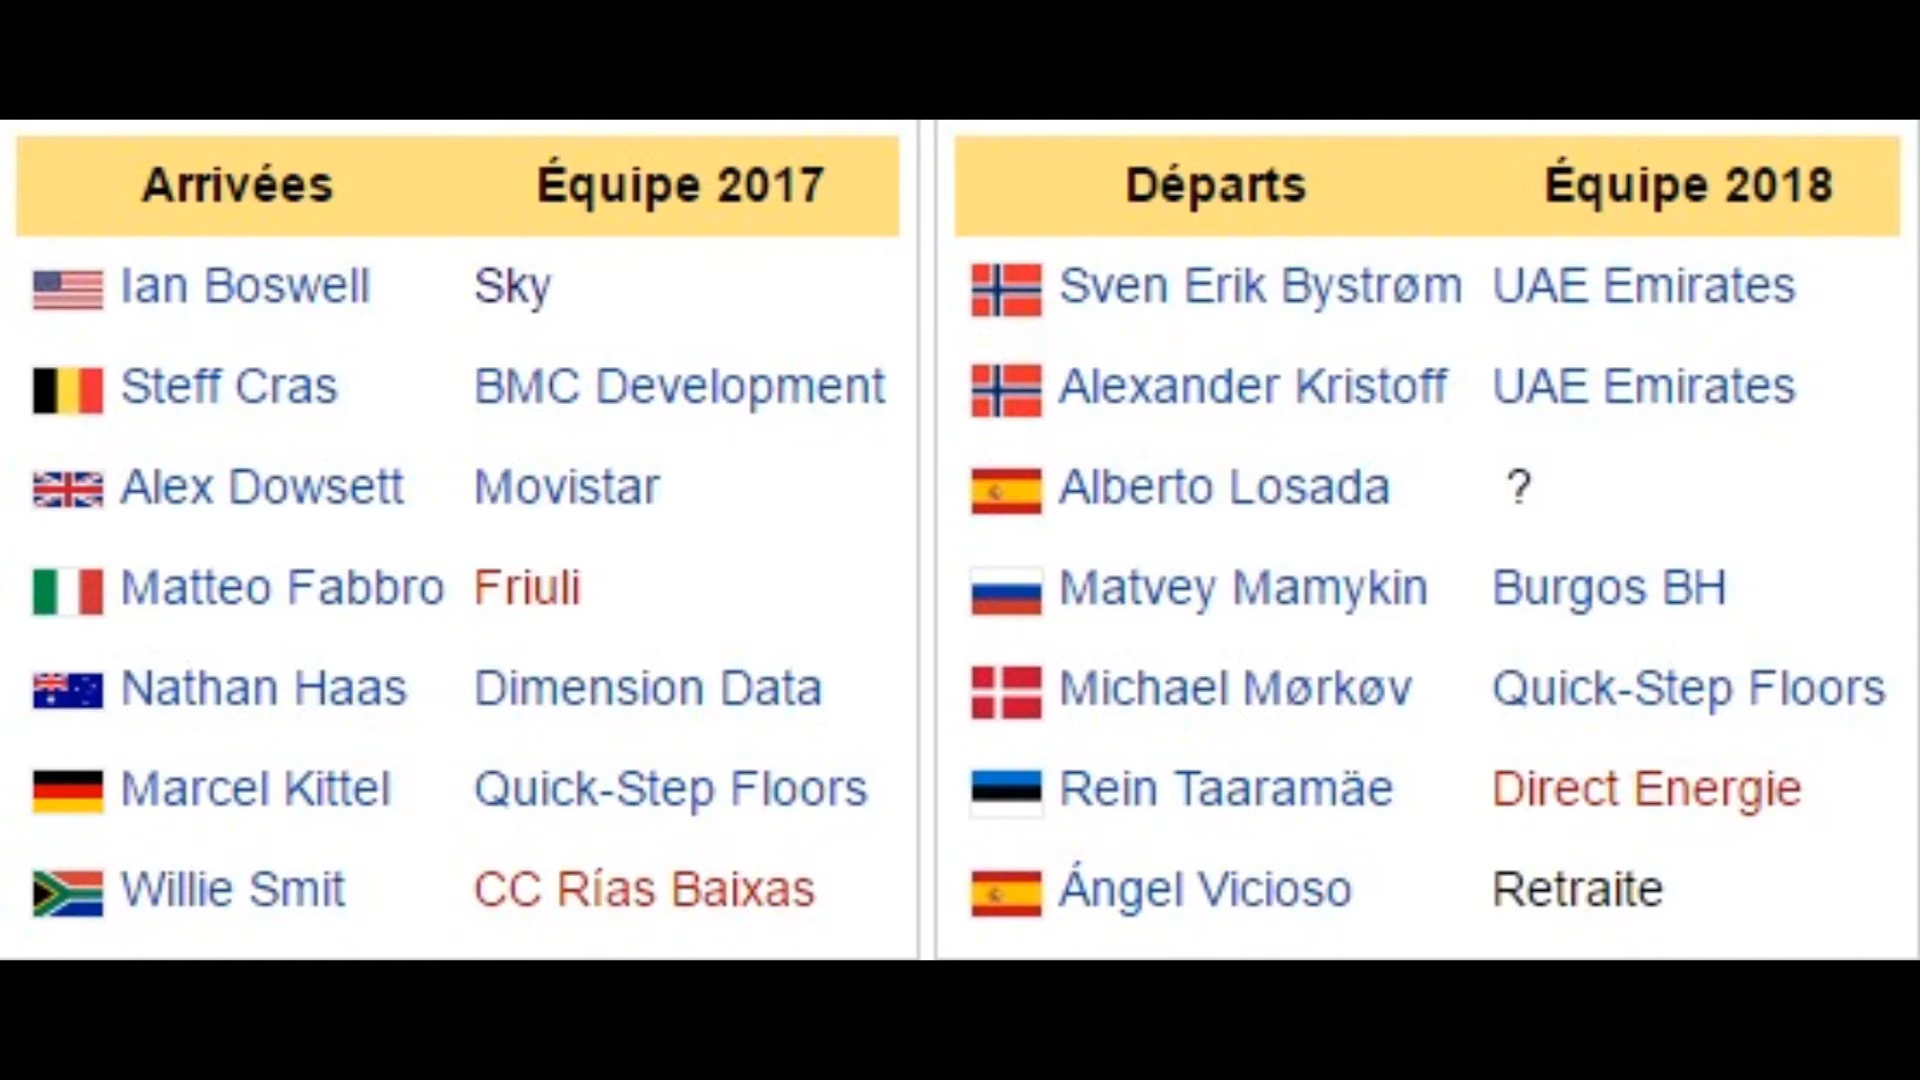 Arrivées Équipe 2017
Ian Boswell Sky
Steff Cras BMC Development
Alex Dowsett Movistar
Matteo Fabbro Friuli
Nathan Haas Dimension Data
Marcel Kittel Quick-Step Floors
Willie Smit CC Rías Baixas
Départs Équipe 2018
Sven Erik Bystrøm UAE Emirates
Alexander Kristoff UAE Emirates
Alberto Losada ?
Matvey Mamykin Burgos BH
Michael Mørkøv Quick-Step Floors
Rein Taaramäe Direct Energie
Ángel Vicioso Retraite